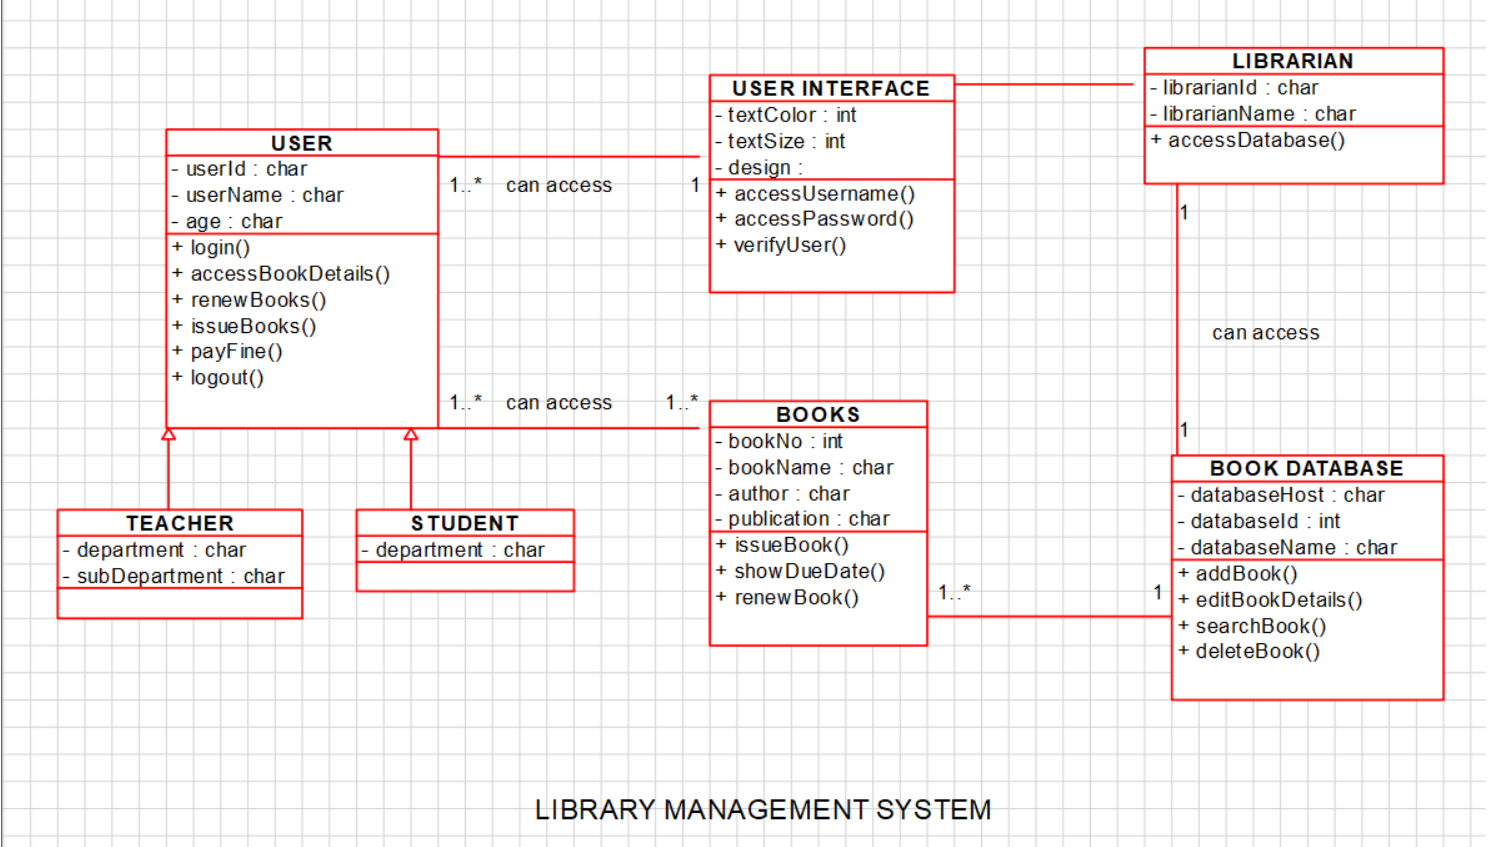 LIBRARIAN
- librarianId : char
- librarianName : char
+ accessDatabase()
USER INTERFACE
- textColor : int
- textSize : int
- design :
+ accessUsername()
+ accessPassword()
+ verifyUser()
USER
- userId : char
- userName : char
- age : char
+ login()
+ accessBookDetails()
+ renewBooks()
+ issueBooks()
+ payFine()
+ logout()
1..* can access 1
1
can access
1
1..* can access 1..*
BOOKS
- bookNo : int
- bookName : char
- author : char
- publication : char
+ issueBook()
+ showDueDate()
+ renewBook()
BOOK DATABASE
- databaseHost : char
- databaseId : int
- databaseName : char
+ addBook()
+ editBookDetails()
+ searchBook()
+ deleteBook()
1..* 1
TEACHER
- department : char
- subDepartment : char
STUDENT
- department : char
LIBRARY MANAGEMENT SYSTEM